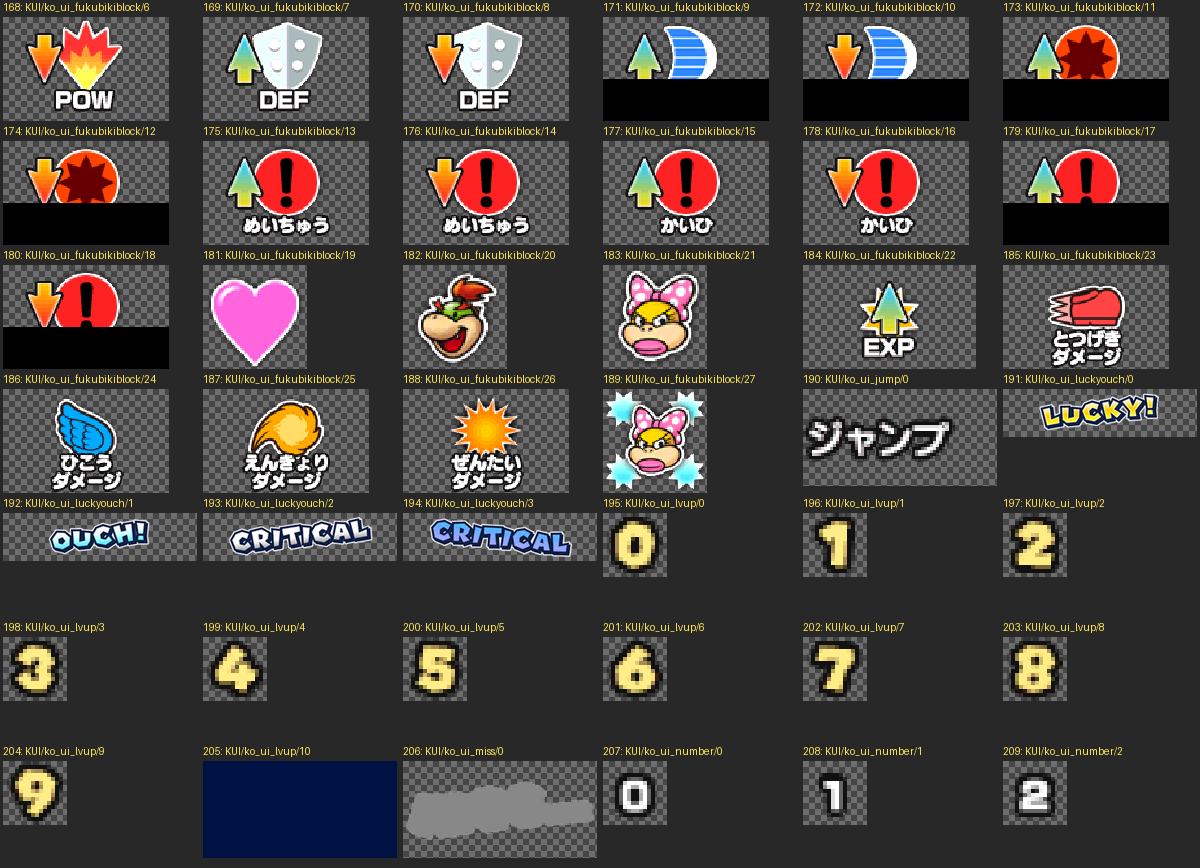 168: KUI/ko_ui_fukubikiblock/6
169: KUI/ko_ui_fukubikiblock/7
170: KUI/ko_ui_fukubikiblock/8
171: KUI/ko_ui_fukubikiblock/9
172: KUI/ko_ui_fukubikiblock/10
173: KUI/ko_ui_fukubikiblock/11
POW
DEF
DEF
174: KUI/ko_ui_fukubikiblock/12
175: KUI/ko_ui_fukubikiblock/13
176: KUI/ko_ui_fukubikiblock/14
177: KUI/ko_ui_fukubikiblock/15
178: KUI/ko_ui_fukubikiblock/16
179: KUI/ko_ui_fukubikiblock/17
!
!
!
!
!
めいちゅう
めいちゅう
かいひ
かいひ
180: KUI/ko_ui_fukubikiblock/18
181: KUI/ko_ui_fukubikiblock/19
182: KUI/ko_ui_fukubikiblock/20
183: KUI/ko_ui_fukubikiblock/21
184: KUI/ko_ui_fukubikiblock/22
185: KUI/ko_ui_fukubikiblock/23
!
EXP
とつげき
ダメージ
186: KUI/ko_ui_fukubikiblock/24
187: KUI/ko_ui_fukubikiblock/25
188: KUI/ko_ui_fukubikiblock/26
189: KUI/ko_ui_fukubikiblock/27
190: KUI/ko_ui_jump/0
191: KUI/ko_ui_luckyouch/0
ひこう
ダメージ
えんきょり
ダメージ
ぜんたい
ダメージ
ジャンプ
LUCKY!
192: KUI/ko_ui_luckyouch/1
193: KUI/ko_ui_luckyouch/2
194: KUI/ko_ui_luckyouch/3
195: KUI/ko_ui_lvup/0
196: KUI/ko_ui_lvup/1
197: KUI/ko_ui_lvup/2
OUCH!
CRITICAL
CRITICAL
0
1
2
198: KUI/ko_ui_lvup/3
199: KUI/ko_ui_lvup/4
200: KUI/ko_ui_lvup/5
201: KUI/ko_ui_lvup/6
202: KUI/ko_ui_lvup/7
203: KUI/ko_ui_lvup/8
3
4
5
6
7
8
204: KUI/ko_ui_lvup/9
205: KUI/ko_ui_lvup/10
206: KUI/ko_ui_miss/0
207: KUI/ko_ui_number/0
208: KUI/ko_ui_number/1
209: KUI/ko_ui_number/2
9
0
1
2